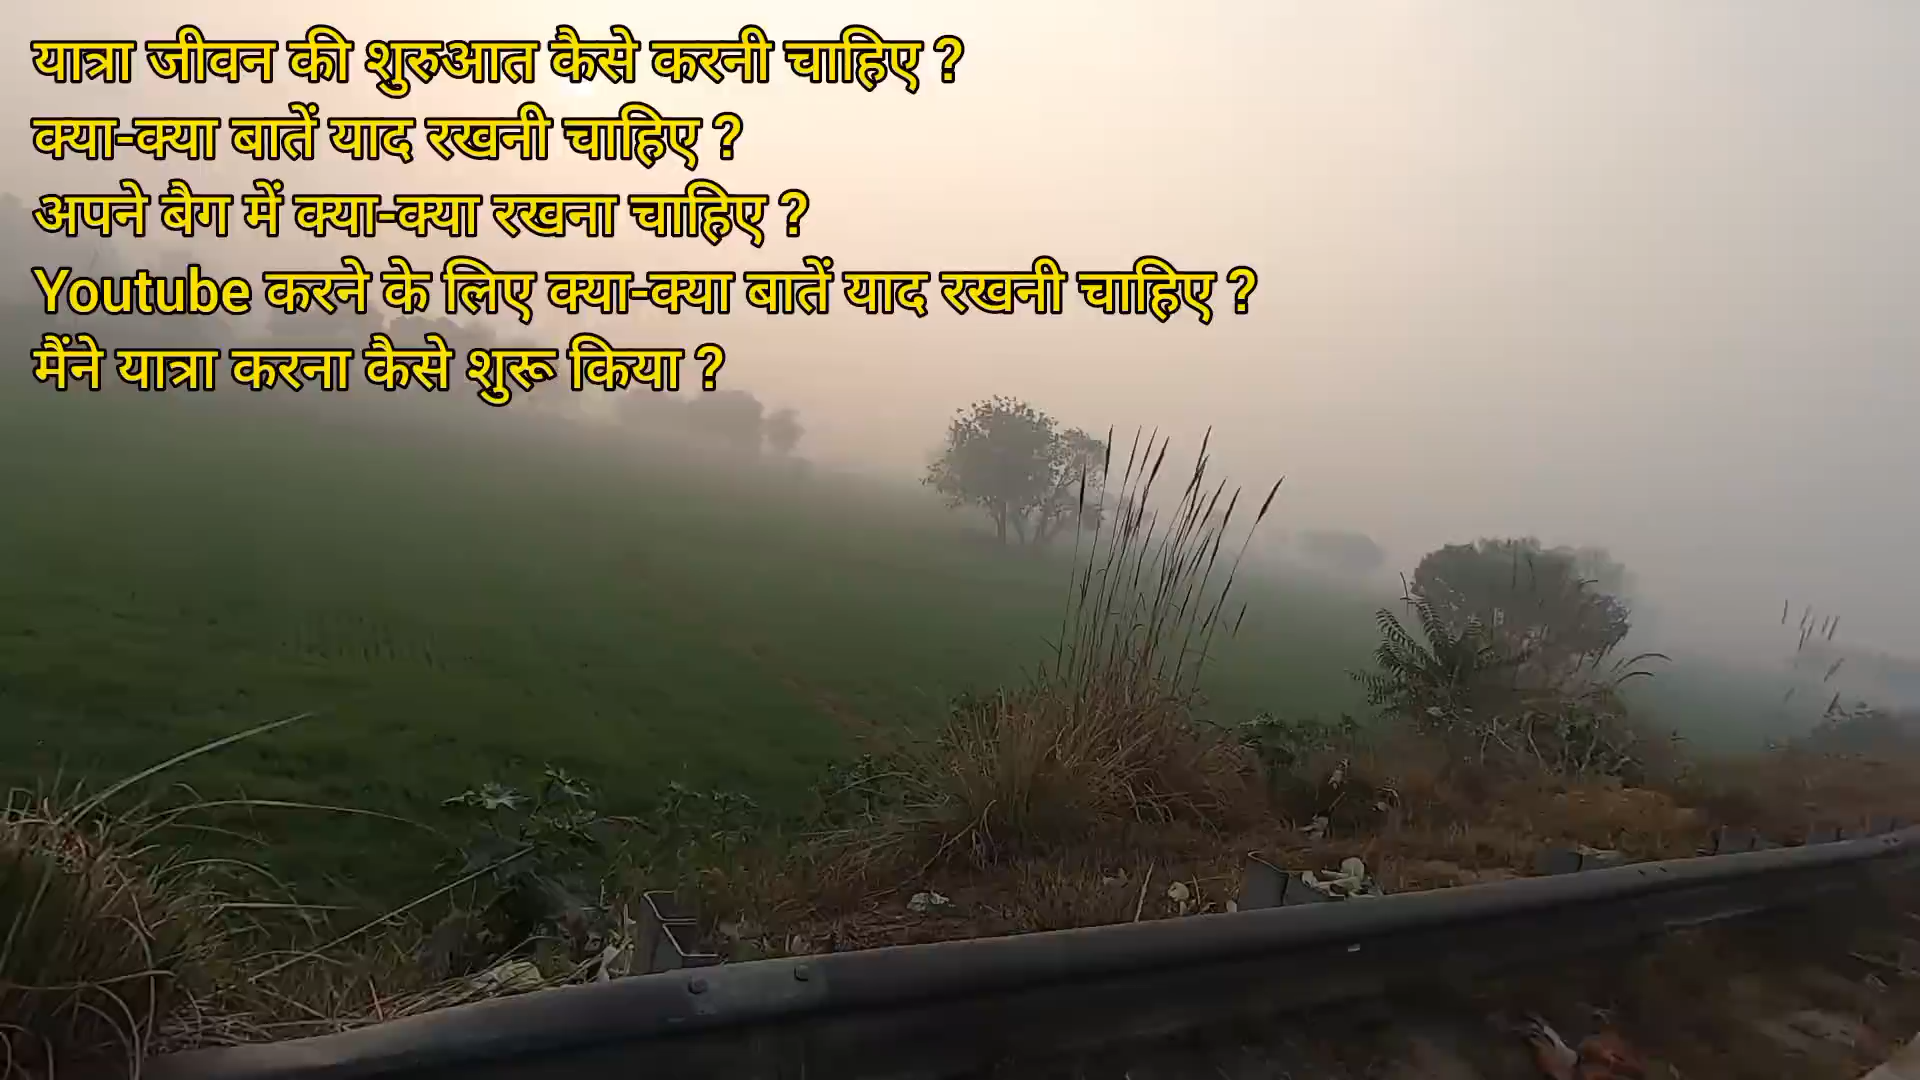 यात्रा जीवन की शुरुआत कैसे करनी चाहिए ?
क्या-क्या बातें याद रखनी चाहिए ?
अपने बैग में क्या-क्या रखना चाहिए ?
Youtube करने के लिए क्या-क्या बातें याद रखनी चाहिए ?
मैंने यात्रा करना कैसे शुरू किया ?